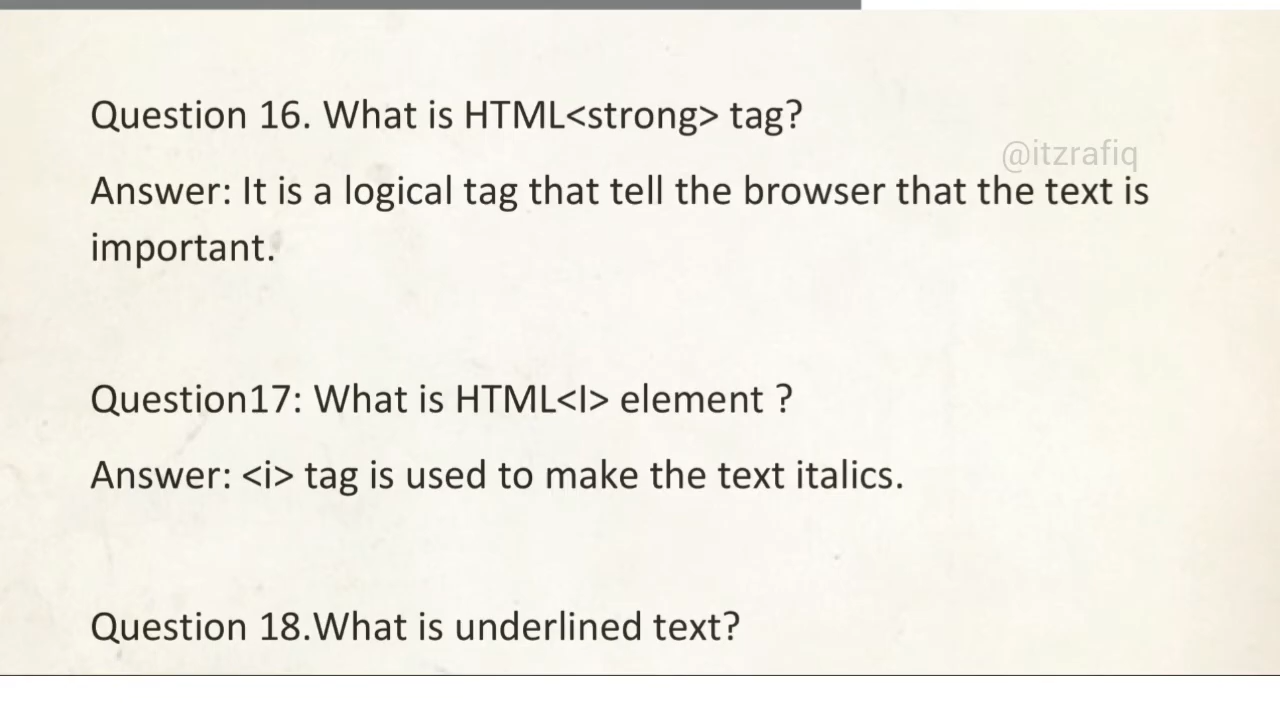 Question 16. What is HTML<strong> tag?
@itzrafiq
Answer: It is a logical tag that tell the browser that the text is
important.
Question17: What is HTML<I> element ?
Answer: <i> tag is used to make the text italics.
Question 18.What is underlined text?